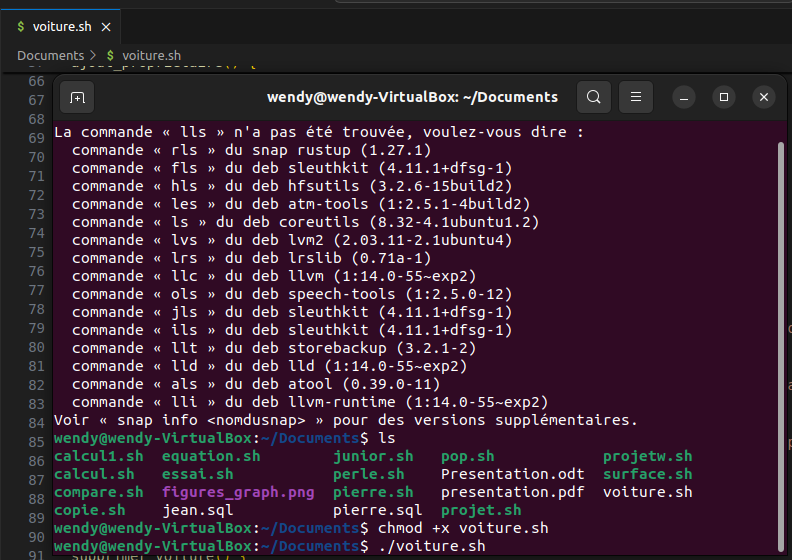 $ voiture.sh ×
Documents > $ voiture.sh
66
67
68
69
70
71
72
73
74
75
76
77
78
79
80
81
82
83
84
85
86
87
88
89
90
91
wendy@wendy-VirtualBox: ~/Documents
La commande « lls » n'a pas été trouvée, voulez-vous dire :
commande « rls » du snap rustup (1.27.1)
commande « fls » du deb sleuthkit (4.11.1+dfsg-1)
commande « hls » du deb hfsutils (3.2.6-15build2)
commande « les » du deb atm-tools (1:2.5.1-4build2)
commande « ls » du deb coreutils (8.32-4.1ubuntu1.2)
commande « lvs » du deb lvm2 (2.03.11-2.1ubuntu4)
commande « lrs » du deb lrslib (0.71a-1)
commande « llc » du deb llvm (1:14.0-55~exp2)
commande « ols » du deb speech-tools (1:2.5.0-12)
commande « jls » du deb sleuthkit (4.11.1+dfsg-1)
commande « ils » du deb sleuthkit (4.11.1+dfsg-1)
commande « llt » du deb storebackup (3.2.1-2)
commande « lld » du deb lld (1:14.0-55~exp2)
commande « als » du deb atool (0.39.0-11)
commande « lli » du deb llvm-runtime (1:14.0-55~exp2)
Voir « snap info <nomdusnap> » pour des versions supplémentaires.
wendy@wendy-VirtualBox:~/Documents$ ls
calcul1.sh equation.sh junior.sh pop.sh projetw.sh
calcul.sh essai.sh perle.sh Presentation.odt surface.sh
compare.sh figures_graph.png pierre.sh presentation.pdf voiture.sh
copie.sh jean.sql pierre.sql projet.sh
wendy@wendy-VirtualBox:~/Documents$ chmod +x voiture.sh
wendy@wendy-VirtualBox:~/Documents$ ./voiture.sh